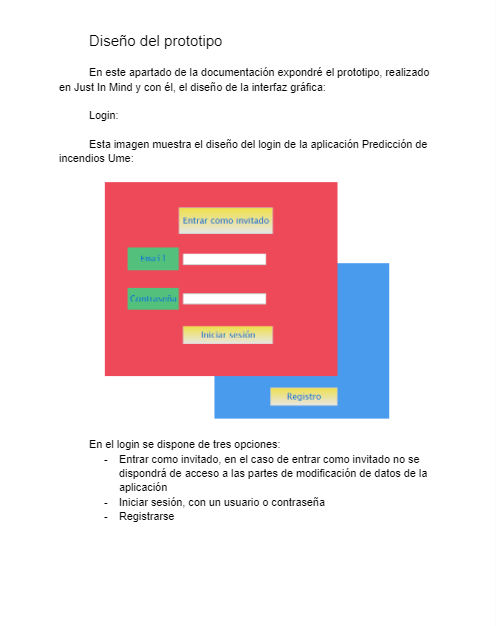 Diseño del prototipo
En este apartado de la documentación expondré el prototipo, realizado
en Just In Mind y con él, el diseño de la interfaz gráfica:
Login:
Esta imagen muestra el diseño del login de la aplicación Predicción de
incendios Ume:
Entrar como invitado
Email
Contraseña
Iniciar sesión
Registro
En el login se dispone de tres opciones:
- Entrar como invitado, en el caso de entrar como invitado no se
dispondrá de acceso a las partes de modificación de datos de la
aplicación
- Iniciar sesión, con un usuario o contraseña
- Registrarse